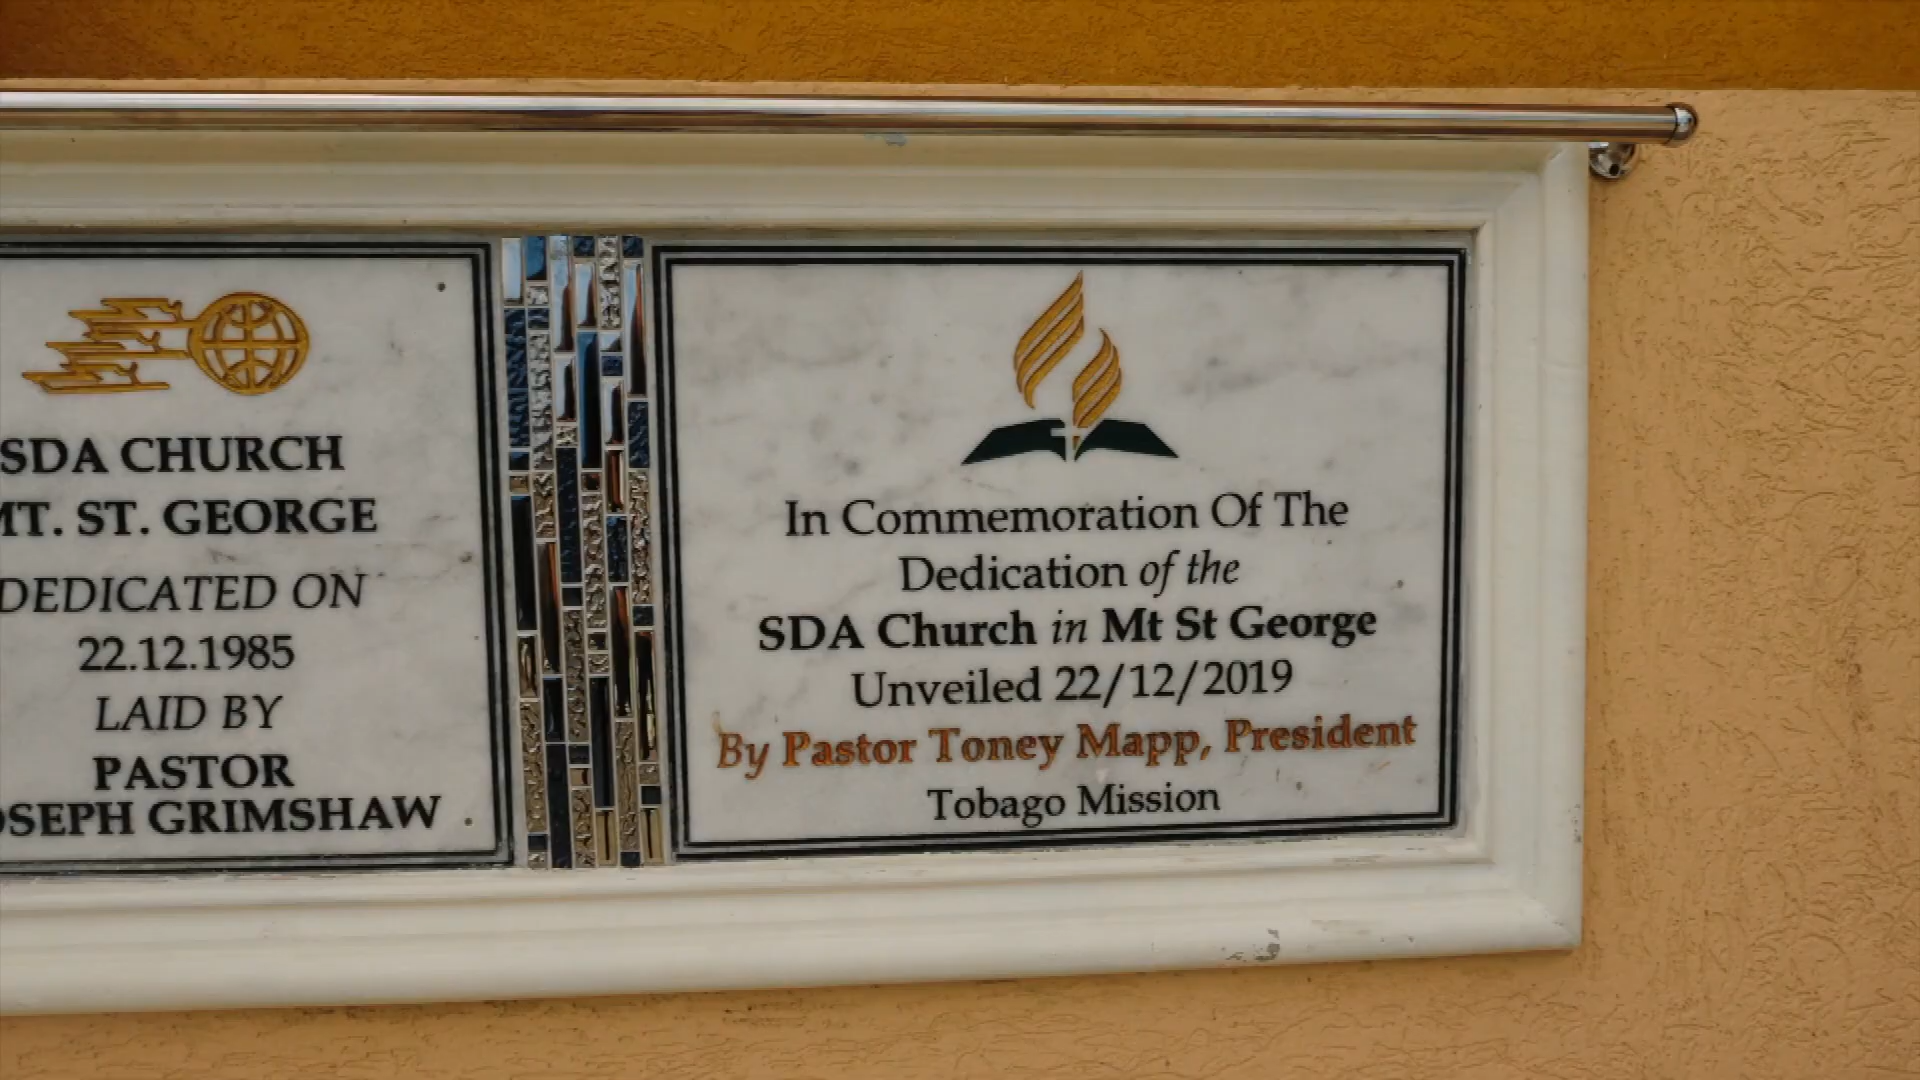 SDA CHURCH
MT. ST. GEORGE
DEDICATED ON
22.12.1985
LAID BY
PASTOR
OSEPH GRIMSHAW
In Commemoration Of The
Dedication of the
SDA Church in Mt St George
Unveiled 22/12/2019
By Pastor Toney Mapp, President
Tobago Mission